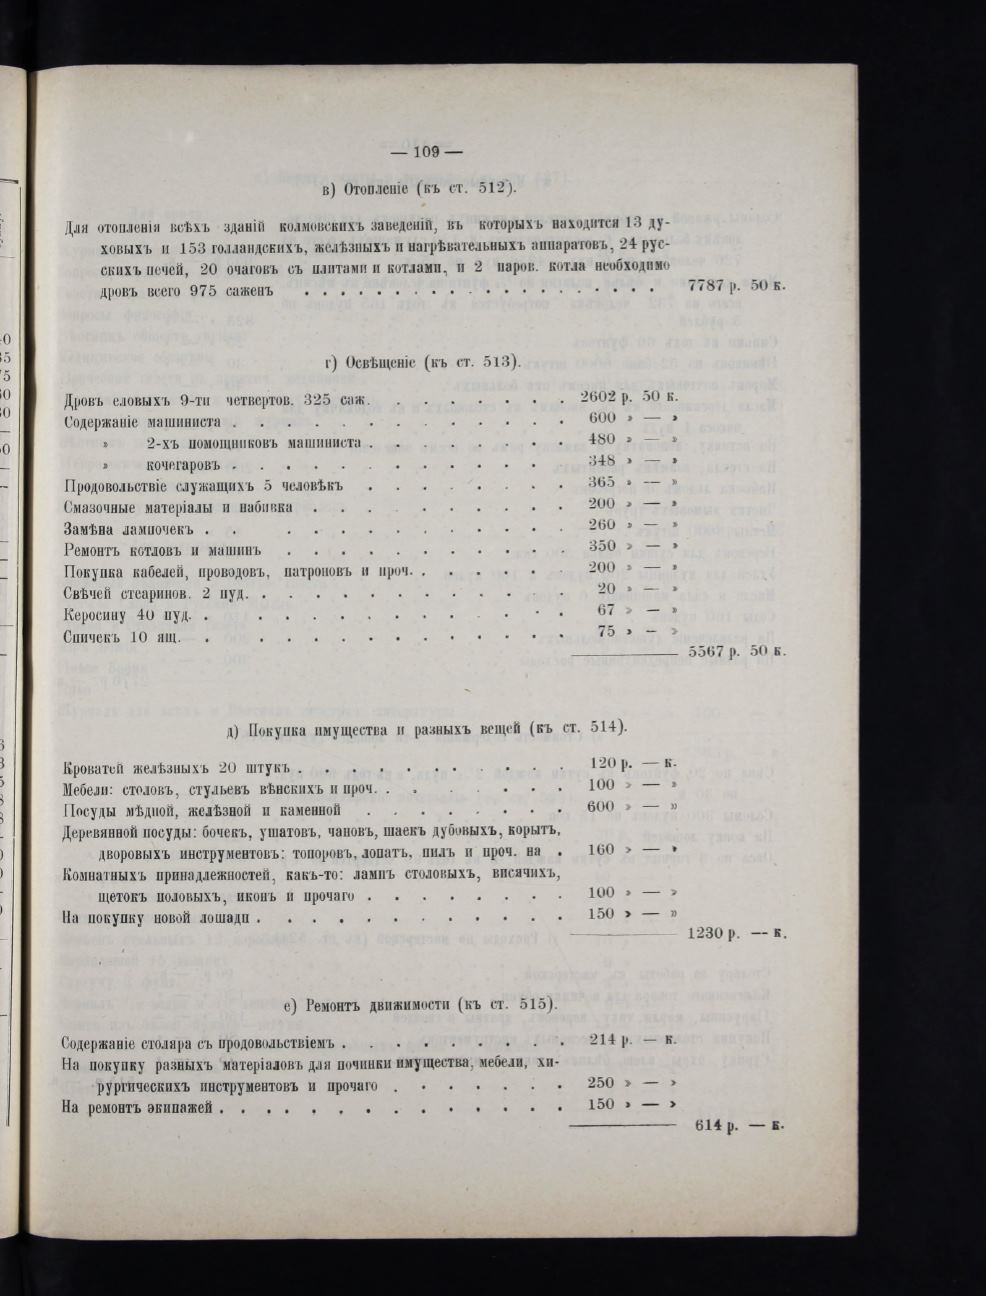 — 109 —
в) Отопленіе (къ ст. 512).
Для отопленія всѣхъ зданій колмовскихъ заведеній, въ которыхъ находится 13 ду-
ховыхъ и 153 голландскихъ, желѣзныхъ и нагрѣвательныхъ аппаратовъ, 24 рус-
скихъ печей, 20 очаговъ съ плитами и котлами, и 2 паров. котла необходимо
дровъ всего 975 саженъ . . . . . . . . . . . . . . . . . . 7787 р. 50 к.
г) Освѣщеніе (къ ст. 513).
Дровъ еловыхъ 9-ти четвертов. 325 саж. . . . . . . . 2602 р. 50 к.
Содержаніе машиниста . . . . . . . . . . . . . 600 » — »
» 2-хъ помощниковъ машиниста . . . . . . . . 480 » — »
» кочегаровъ . . . . . . . . . . . . 348 » — »
Продовольствіе служащихъ 5 человѣкъ . . . . . . . . 365 » — »
Смазочные матеріалы и набивка . . . . . . . . . . 200 » — »
Замѣна лампочекъ . . . . . . . . . . . . . 260 » — »
Ремонтъ котловъ и машинъ . . . . . . . . . . . 350 » — »
Покупка кабелей, проводовъ, патроновъ и проч. . . . . . . 200 » — »
Свѣчей стеаринов. 2 пуд. . . . . . . . . . . . . 20 » — »
Керосину 40 пуд. . . . . . . . . . . . . . 67 » — »
Спичекъ 10 ящ. . . . . . . . . . . . . . 75 » — »
5567 р. 50 к.
д) Покупка имущества и разныхъ вещей (къ ст. 514).
Кроватей желѣзныхъ 20 штукъ . . . . . . . . . . . 120 р. — к.
Мебели: столовъ, стульевъ вѣнскихъ и проч. . . . . . . . 100 » — »
Посуды мѣдной, желѣзной и каменной . . . . . . . . 600 » — »
Деревянной посуды: бочекъ, ушатовъ, чановъ, шаекъ дубовыхъ, корытъ,
дворовыхъ инструментовъ: топоровъ, лопатъ, пилъ и проч. на . 160 » — »
Комнатныхъ принадлежностей, какъ-то: лампъ столовыхъ, висячихъ,
щетокъ половыхъ, иконъ и прочаго . . . . . . . . 100 » — »
На покупку новой лошади . . . . . . . . . . . . 150 » — »
1230 р. — к.
е) Ремонтъ движимости (къ ст. 515).
Содержаніе столяра съ продовольствіемъ . . . . . . . . . 214 р. — к.
На покупку разныхъ матеріаловъ для починки имущества, мебели, хи-
рургическихъ инструментовъ и прочаго . . . . . . . 250 » — »
На ремонтъ экипажей . . . . . . . . . . . . . 150 » — »
614 р. — к.